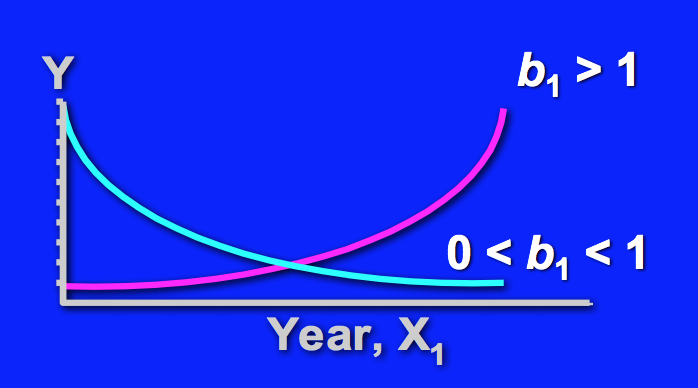 Y
b₁ > 1
0 < b₁ < 1
Year, X₁